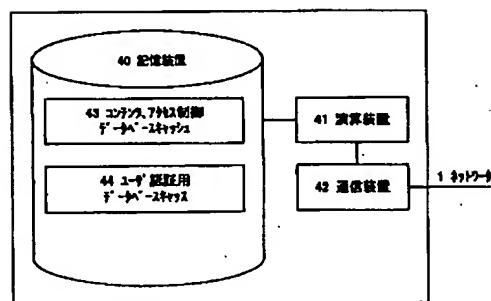 40 記憶装置
43 コンテンツ、アクセス制御
データベースキャッシュ
44 ユーザ認証用
データベースキャッス
41 演算装置
42 通信装置
1 ネットワーク